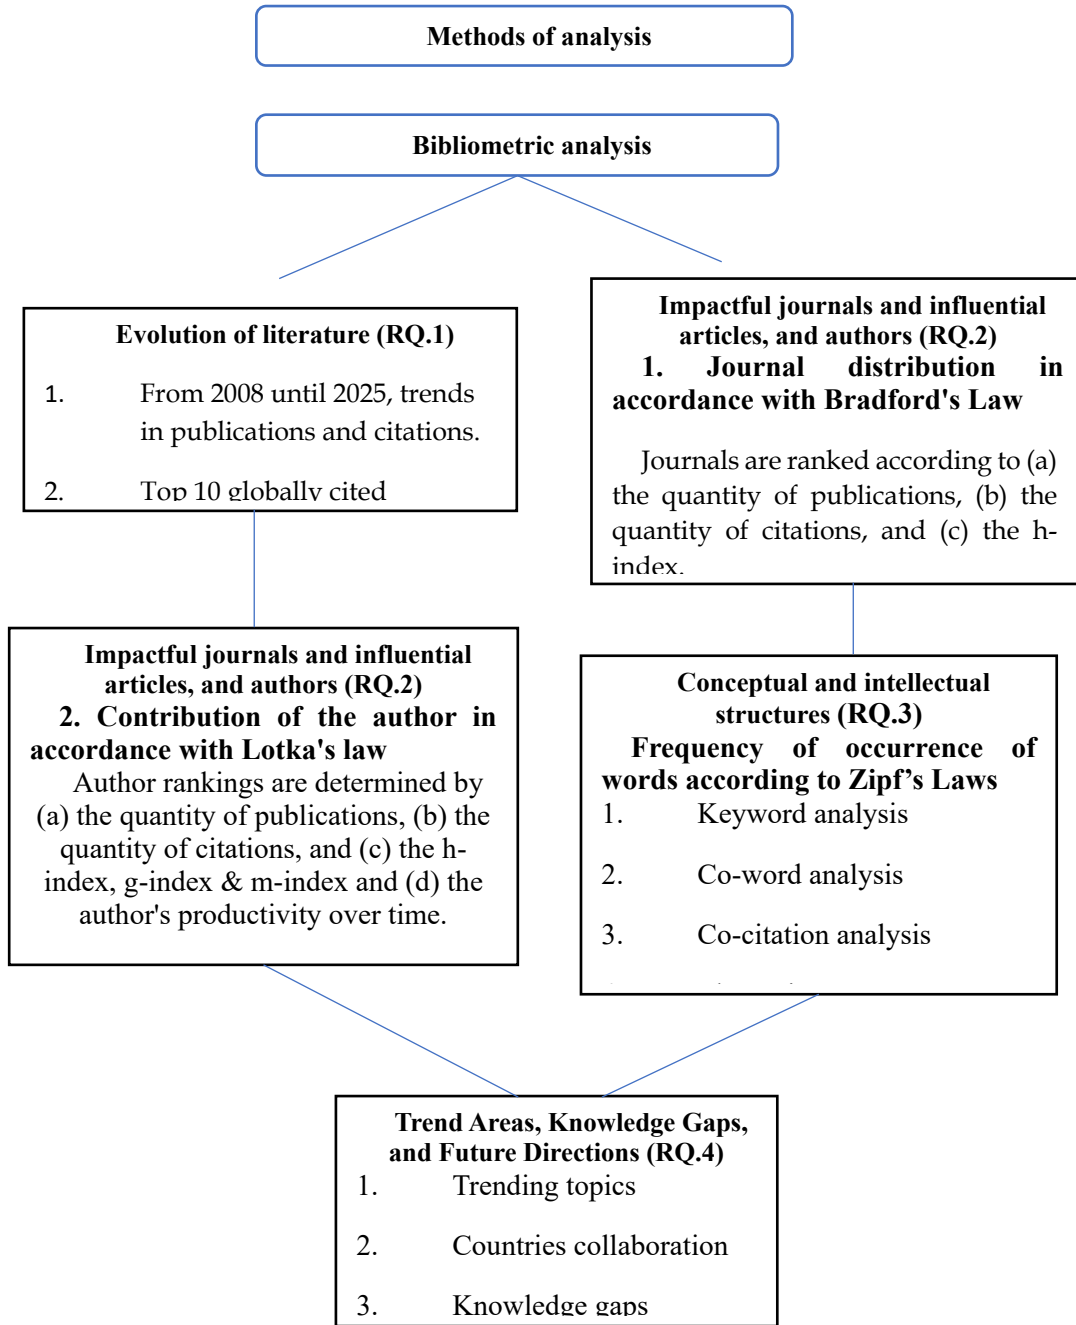 Methods of analysis
Bibliometric analysis
Evolution of literature (RQ.1)
1. From 2008 until 2025, trends
in publications and citations.
2. Top 10 globally cited
Impactful journals and influential
articles, and authors (RQ.2)
1. Journal distribution in
accordance with Bradford's Law
Journals are ranked according to (a)
the quantity of publications, (b) the
quantity of citations, and (c) the h-
index.
Impactful journals and influential
articles, and authors (RQ.2)
2. Contribution of the author in
accordance with Lotka's law
Author rankings are determined by
(a) the quantity of publications, (b) the
quantity of citations, and (c) the h-
index, g-index & m-index and (d) the
author's productivity over time.
Conceptual and intellectual
structures (RQ.3)
Frequency of occurrence of
words according to Zipf’s Laws
1. Keyword analysis
2. Co-word analysis
3. Co-citation analysis
Trend Areas, Knowledge Gaps,
and Future Directions (RQ.4)
1. Trending topics
2. Countries collaboration
3. Knowledge gaps